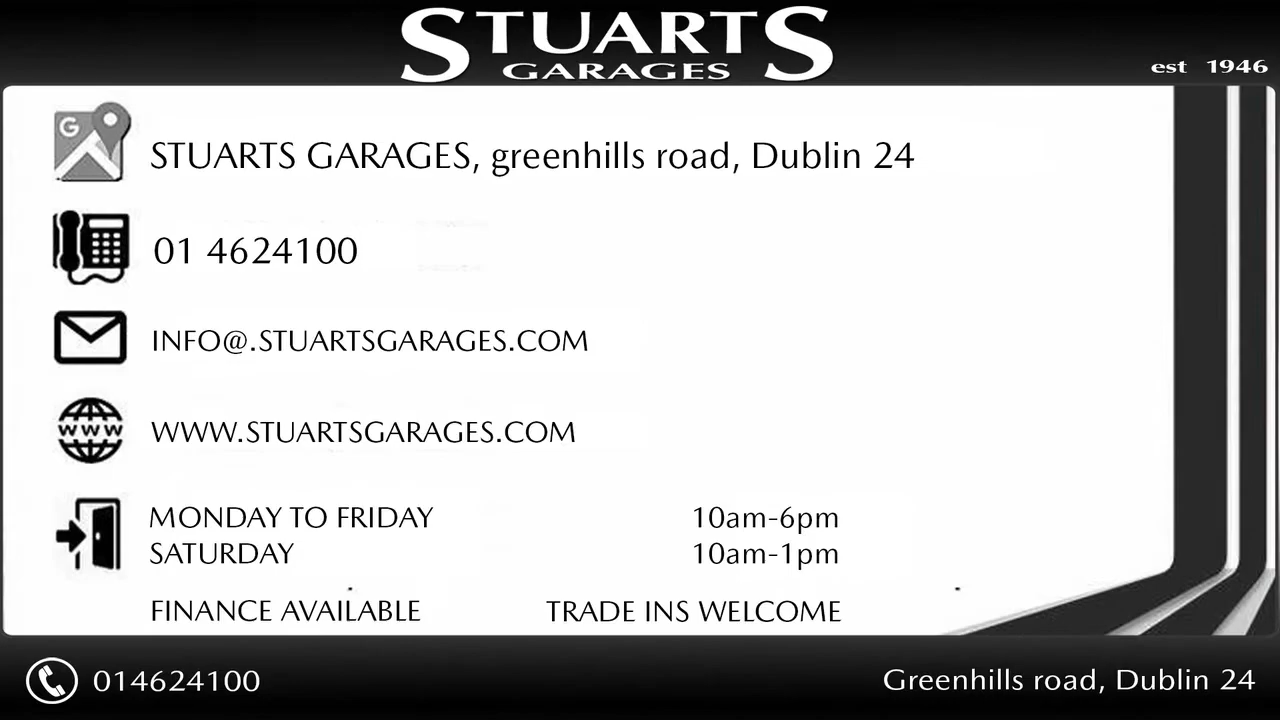 STUARTS
GARAGES
est 1946
G
STUARTS GARAGES, greenhills road, Dublin 24
01 4624100
INFO@.STUARTSGARAGES.COM
WWW
WWW.STUARTSGARAGES.COM
MONDAY TO FRIDAY 10am-6pm
SATURDAY 10am-1pm
FINANCE AVAILABLE TRADE INS WELCOME
014624100 Greenhills road, Dublin 24